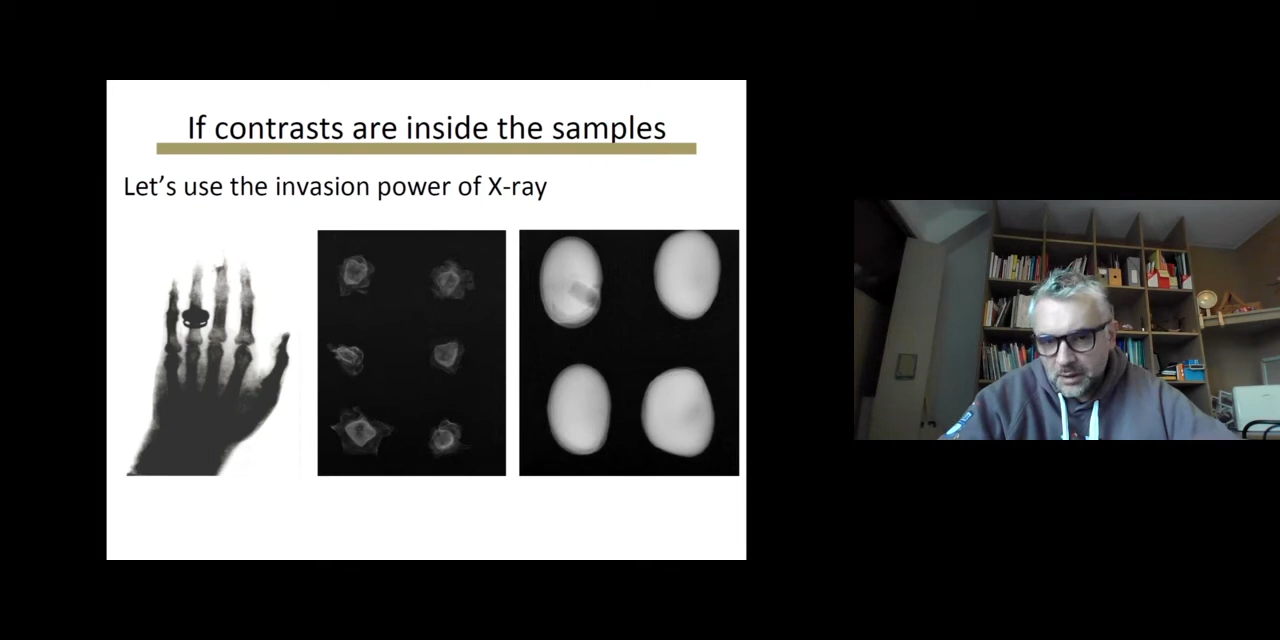 If contrasts are inside the samples
Let's use the invasion power of X-ray